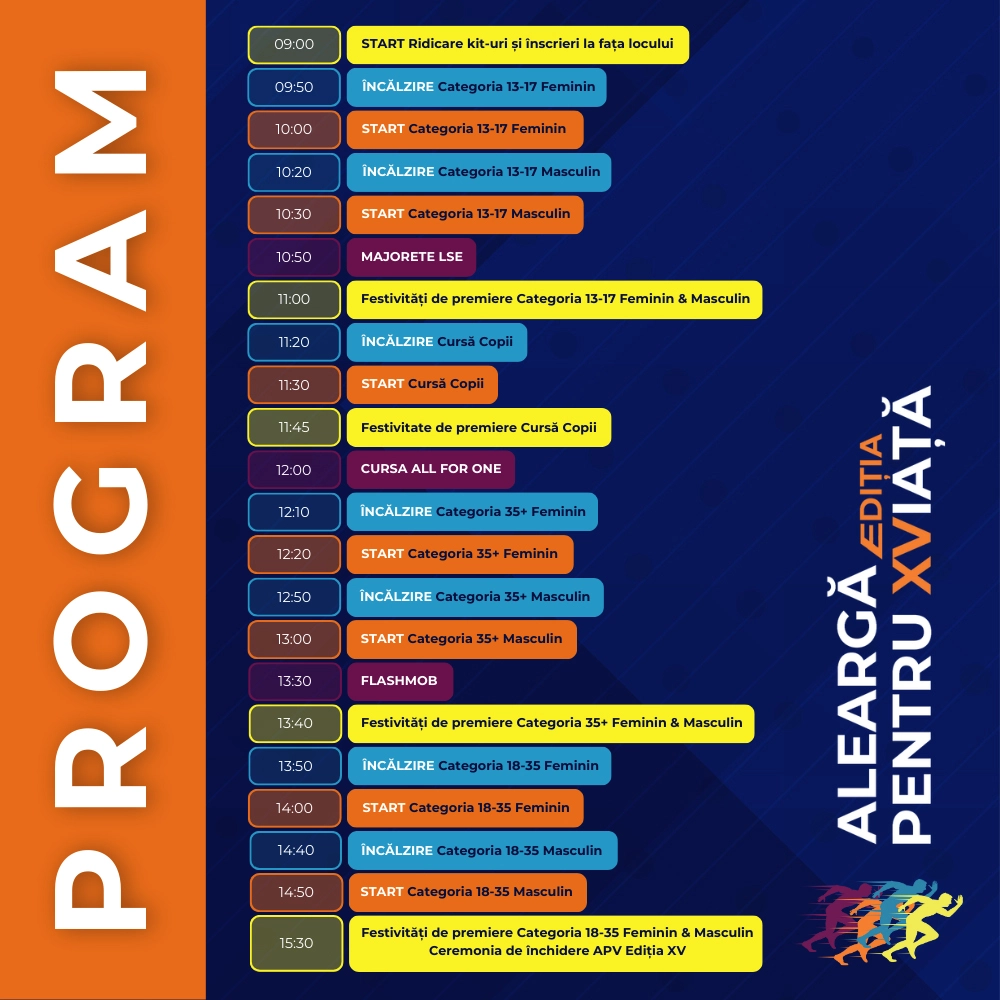 PROGRAM
09:00 START Ridicare kit-uri și înscrieri la fața locului
09:50 ÎNCĂLZIRE Categoria 13-17 Feminin
10:00 START Categoria 13-17 Feminin
10:20 ÎNCĂLZIRE Categoria 13-17 Masculin
10:30 START Categoria 13-17 Masculin
10:50 MAJORETE LSE
11:00 Festivități de premiere Categoria 13-17 Feminin & Masculin
11:20 ÎNCĂLZIRE Cursă Copii
11:30 START Cursă Copii
11:45 Festivitate de premiere Cursă Copii
12:00 CURSA ALL FOR ONE
12:10 ÎNCĂLZIRE Categoria 35+ Feminin
12:20 START Categoria 35+ Feminin
12:50 ÎNCĂLZIRE Categoria 35+ Masculin
13:00 START Categoria 35+ Masculin
13:30 FLASHMOB
13:40 Festivități de premiere Categoria 35+ Feminin & Masculin
13:50 ÎNCĂLZIRE Categoria 18-35 Feminin
14:00 START Categoria 18-35 Feminin
14:40 ÎNCĂLZIRE Categoria 18-35 Masculin
14:50 START Categoria 18-35 Masculin
15:30 Festivități de premiere Categoria 18-35 Feminin & Masculin
Ceremonia de închidere APV Ediția XV
ALEARGĂ ÆDIȚIA
PENTRU XVIAȚĂ